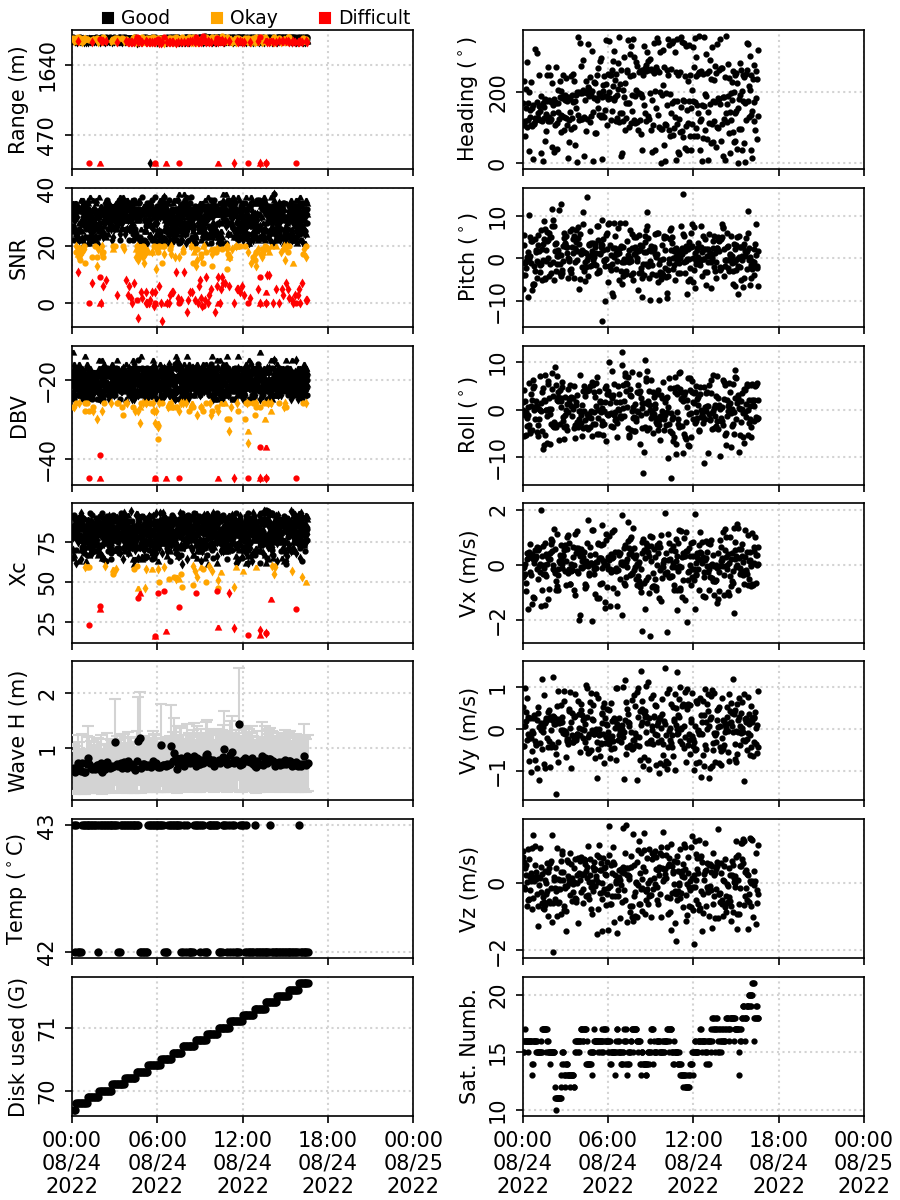 Good Okay Difficult
Range (m)
1640
470
Heading (°)
200
0
SNR
40
20
0
Pitch (°)
10
0
−10
DBV
−20
−40
Roll (°)
10
0
−10
Xc
75
50
25
Vx (m/s)
2
0
−2
Wave H (m)
2
1
Vy (m/s)
1
0
−1
Temp (°C)
43
42
Vz (m/s)
0
−2
Disk used (G)
71
70
Sat. Numb.
20
15
10
00:00 06:00 12:00 18:00 00:00
08/24 08/24 08/24 08/24 08/25
2022 2022 2022 2022 2022
00:00 06:00 12:00 18:00 00:00
08/24 08/24 08/24 08/24 08/25
2022 2022 2022 2022 2022